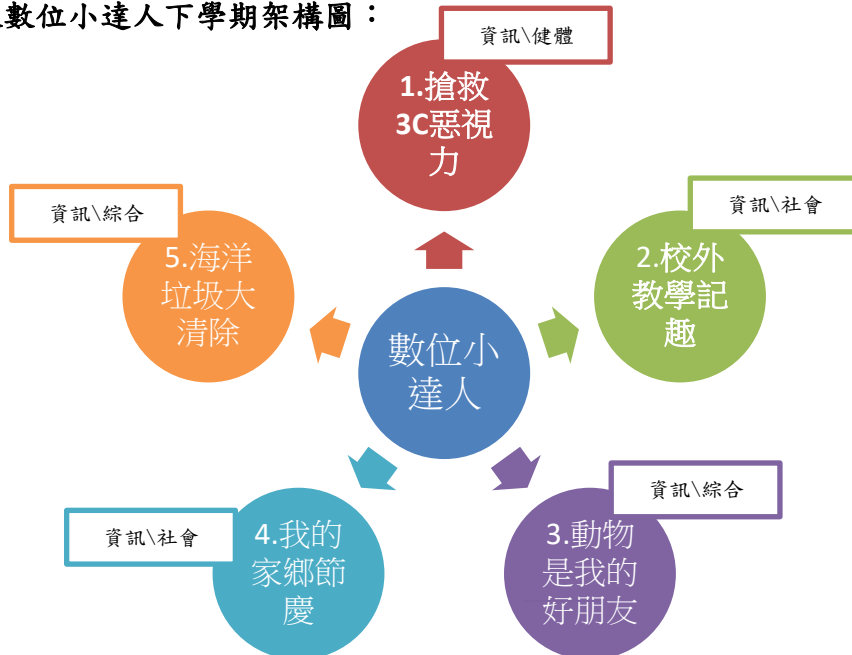 數位小達人下學期架構圖：
資訊\健體
1.搶救
3C惡視
力
資訊\社會
2.校外
教學記
趣
資訊\綜合
3.動物
是我的
好朋友
資訊\社會
4.我的
家鄉節
慶
資訊\綜合
5.海洋
垃圾大
清除
數位小
達人